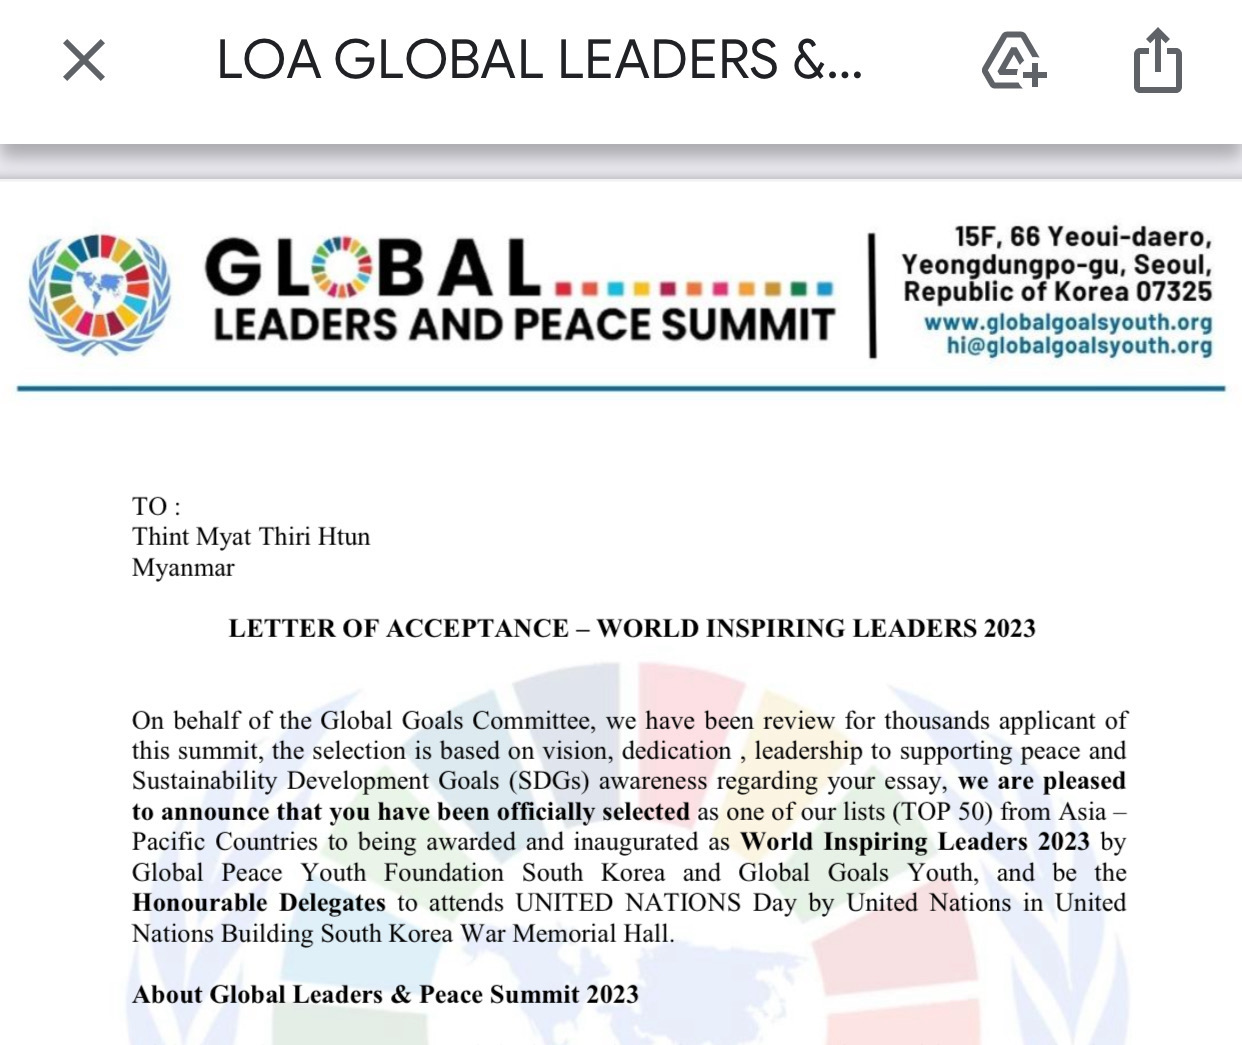 LOA GLOBAL LEADERS &...
GLOBAL
LEADERS AND PEACE SUMMIT
15F, 66 Yeoui-daero,
Yeongdungpo-gu, Seoul,
Republic of Korea 07325
www.globalgoalsyouth.org
hi@globalgoalsyouth.org
TO :
Thint Myat Thiri Htun
Myanmar
LETTER OF ACCEPTANCE – WORLD INSPIRING LEADERS 2023
On behalf of the Global Goals Committee, we have been review for thousands applicant of
this summit, the selection is based on vision, dedication , leadership to supporting peace and
Sustainability Development Goals (SDGs) awareness regarding your essay, we are pleased
to announce that you have been officially selected as one of our lists (TOP 50) from Asia –
Pacific Countries to being awarded and inaugurated as World Inspiring Leaders 2023 by
Global Peace Youth Foundation South Korea and Global Goals Youth, and be the
Honourable Delegates to attends UNITED NATIONS Day by United Nations in United
Nations Building South Korea War Memorial Hall.
About Global Leaders & Peace Summit 2023